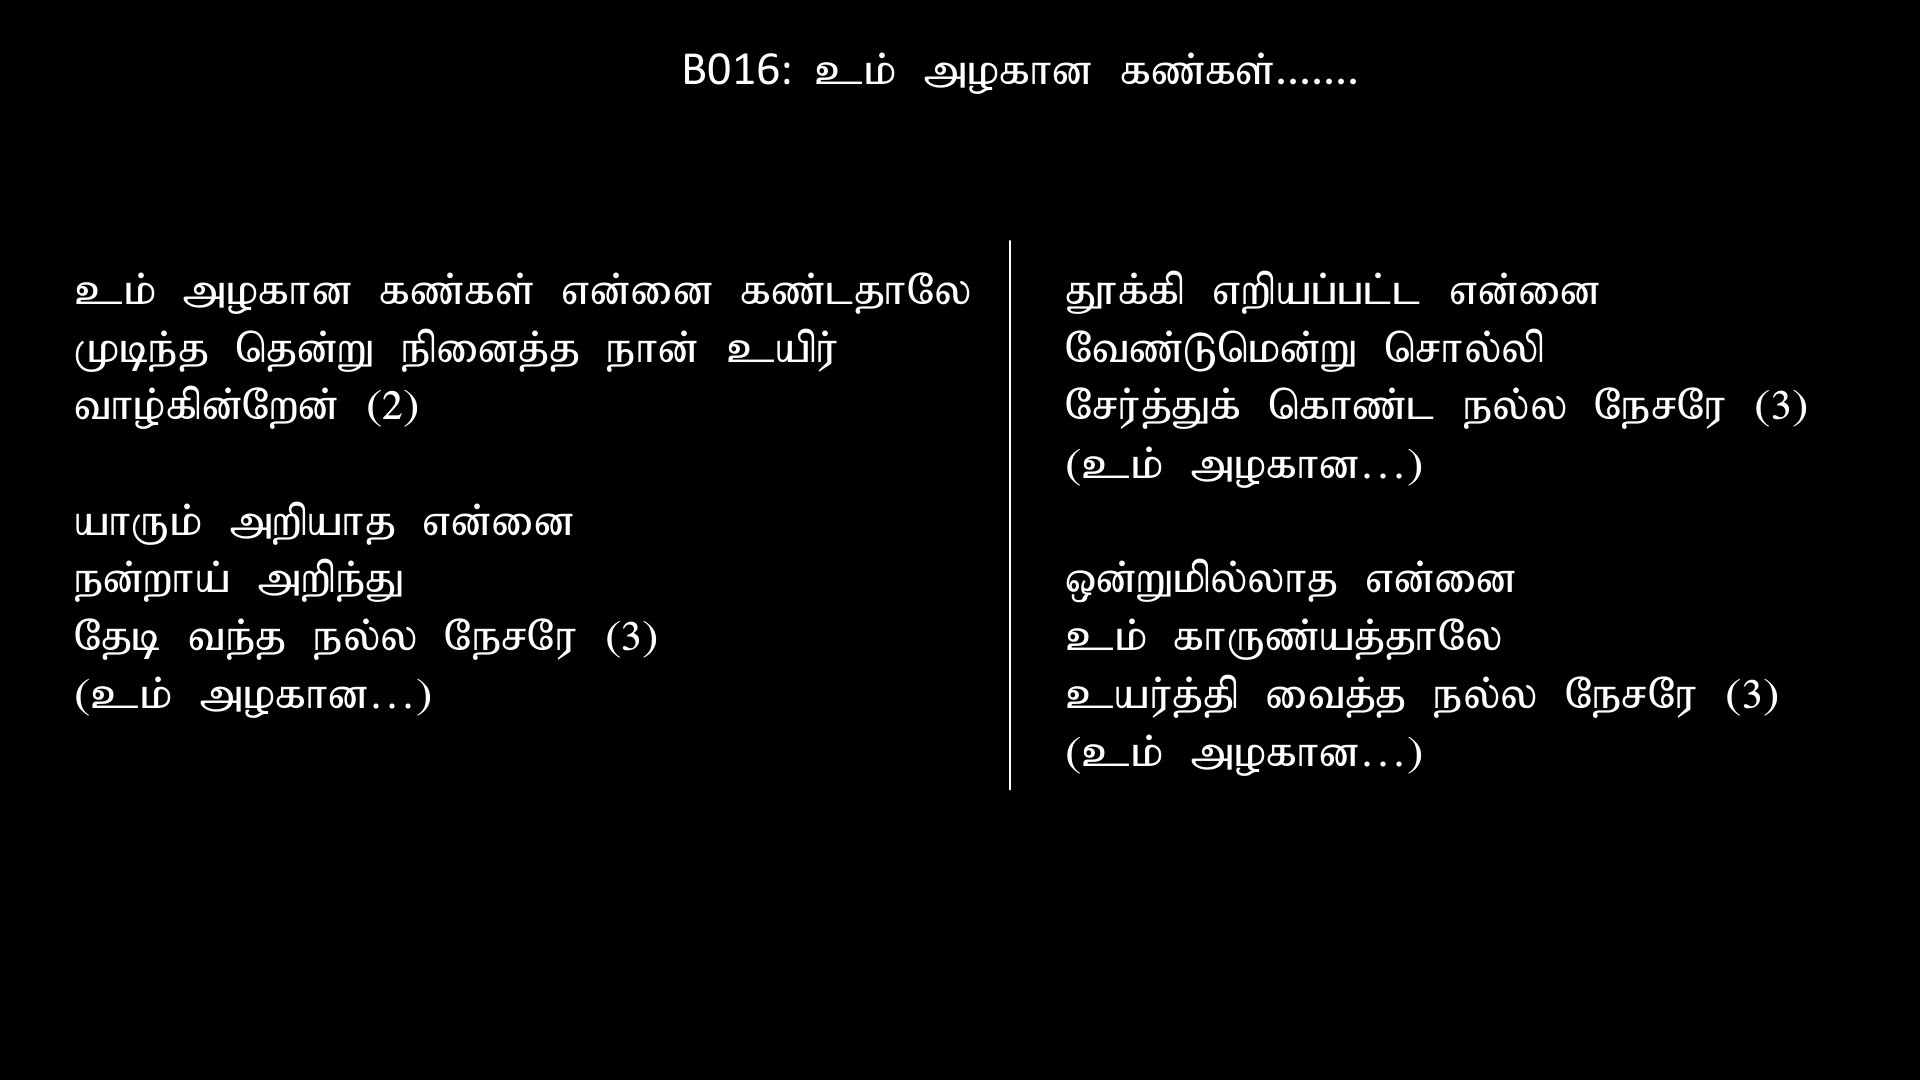 B016: உம் அழகான கண்கள்.......
உம் அழகான கண்கள் என்னை கண்டதாலே
முடிந்த தென்று நினைத்த நான் உயிர்
வாழ்கின்றேன் (2)
யாரும் அறியாத என்னை
நன்றாய் அறிந்து
தேடி வந்த நல்ல நேசரே (3)
(உம் அழகான...)
தூக்கி எறியப்பட்ட என்னை
வேண்டுமென்று சொல்லி
சேர்த்துக் கொண்ட நல்ல நேசரே (3)
(உம் அழகான...)
ஒன்றுமில்லாத என்னை
உம் காருண்யத்தாலே
உயர்த்தி வைத்த நல்ல நேசரே (3)
(உம் அழகான...)